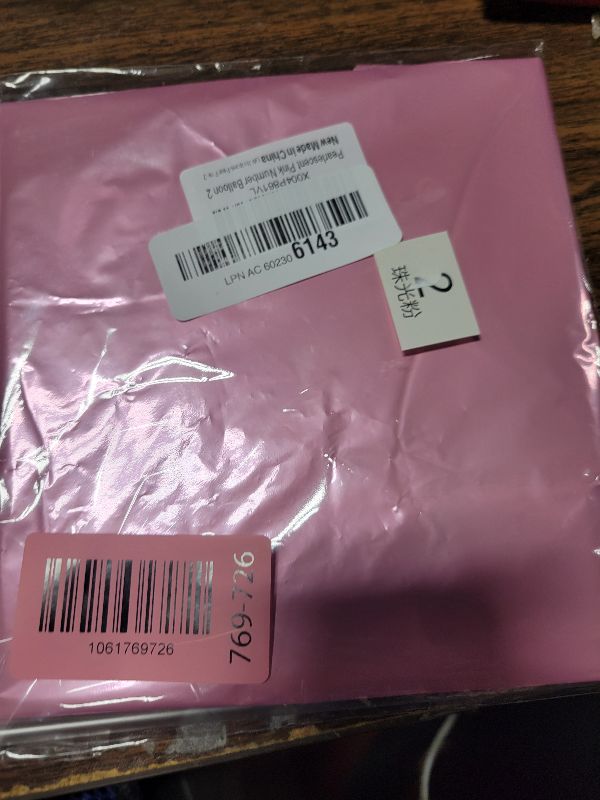 X004P861VL
Pearlescent Pink Number Balloon 2
New Made in China
LPN AC 60230 6143
2
珠光粉
1061769726
769-726